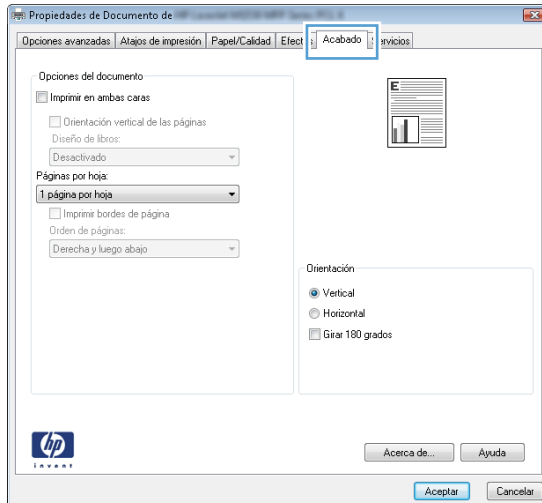 Propiedades de Documento de
Opciones avanzadas Atajos de impresión Papel/Calidad Acabado
Opciones del documento
Imprimir en ambas caras
Orientación vertical de las páginas
Diseño de libros:
Desactivado
Páginas por hoja:
1 página por hoja
Imprimir bordes de página
Orden de páginas:
Derecha y luego abajo
E
Orientación
Vertical
Horizontal
Girar 180 grados
hp
invent
Acerca de... Ayuda
Aceptar Cancelar